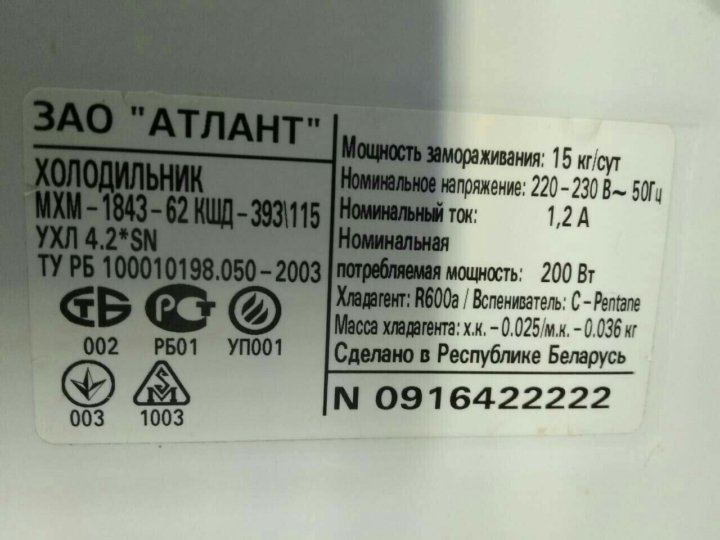 ЗАО "АТЛАНТ"
ХОЛОДИЛЬНИК
МХМ-1843-62 КШД-393\115
УХЛ 4.2*SN
ТУ РБ 100010198.050-2003
СТБ РСТ
002 РБ01 УП001
003 1003
Мощность замораживания: 15 кг/сут
Номинальное напряжение: 220-230 В~ 50Гц
Номинальный ток: 1,2 А
Номинальная
потребляемая мощность: 200 Вт
Хладагент: R600a / Вспениватель: C-Pentane
Масса хладагента: х.к.-0.025/м.к.-0.036 кг
Сделано в Республике Беларусь
N 0916422222